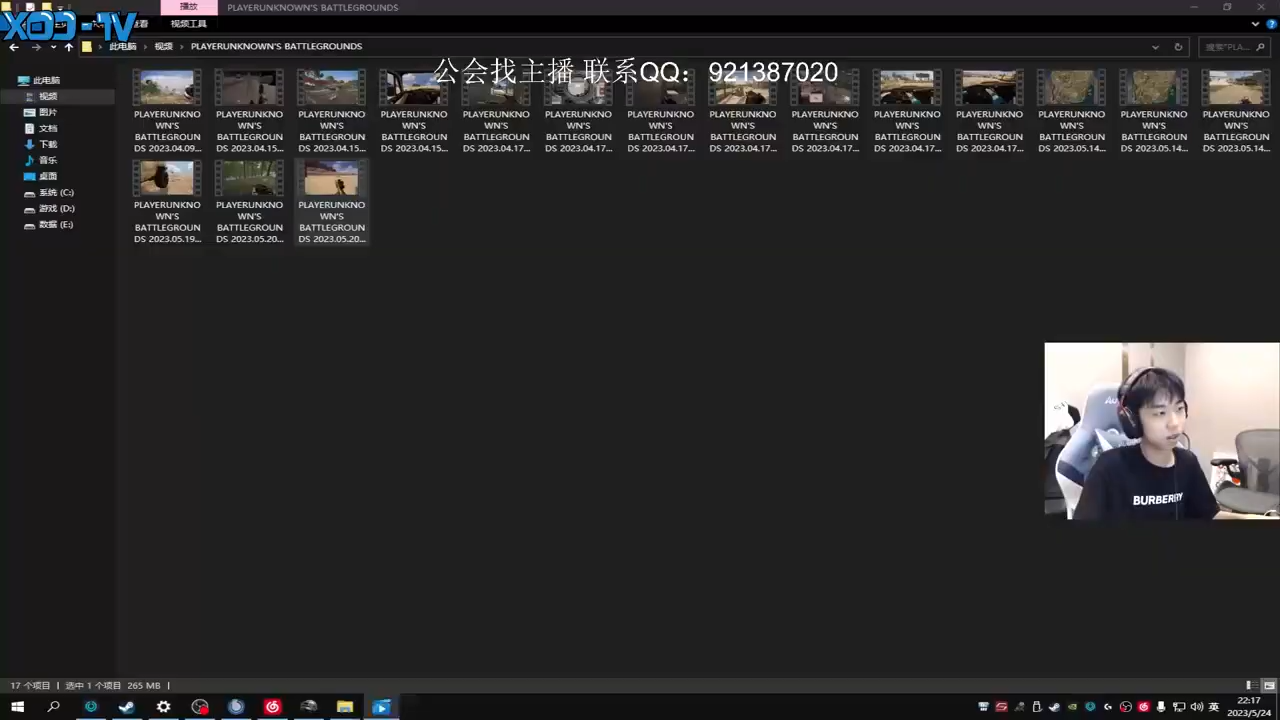 播放
PLAYERUNKNOWN'S BATTLEGROUNDS
XOD-TV
查看
视频工具
此电脑 › 视频 › PLAYERUNKNOWN'S BATTLEGROUNDS
搜索"PLA...
公会找主播 联系QQ：921387020
此电脑
视频
图片
文档
下载
音乐
桌面
系统 (C:)
游戏 (D:)
数据 (E:)
PLAYERUNKNOWN'S BATTLEGROUNDS 2023.04.09...
PLAYERUNKNOWN'S BATTLEGROUNDS 2023.04.15...
PLAYERUNKNOWN'S BATTLEGROUNDS 2023.04.15...
PLAYERUNKNOWN'S BATTLEGROUNDS 2023.04.15...
PLAYERUNKNOWN'S BATTLEGROUNDS 2023.04.17...
PLAYERUNKNOWN'S BATTLEGROUNDS 2023.04.17...
PLAYERUNKNOWN'S BATTLEGROUNDS 2023.04.17...
PLAYERUNKNOWN'S BATTLEGROUNDS 2023.04.17...
PLAYERUNKNOWN'S BATTLEGROUNDS 2023.04.17...
PLAYERUNKNOWN'S BATTLEGROUNDS 2023.04.17...
PLAYERUNKNOWN'S BATTLEGROUNDS 2023.04.17...
PLAYERUNKNOWN'S BATTLEGROUNDS 2023.05.14...
PLAYERUNKNOWN'S BATTLEGROUNDS 2023.05.14...
PLAYERUNKNOWN'S BATTLEGROUNDS 2023.05.14...
PLAYERUNKNOWN'S BATTLEGROUNDS 2023.05.19...
PLAYERUNKNOWN'S BATTLEGROUNDS 2023.05.20...
PLAYERUNKNOWN'S BATTLEGROUNDS 2023.05.20...
BURBERRY
17 个项目 | 选中 1 个项目 265 MB |
英
22:17
2023/5/24